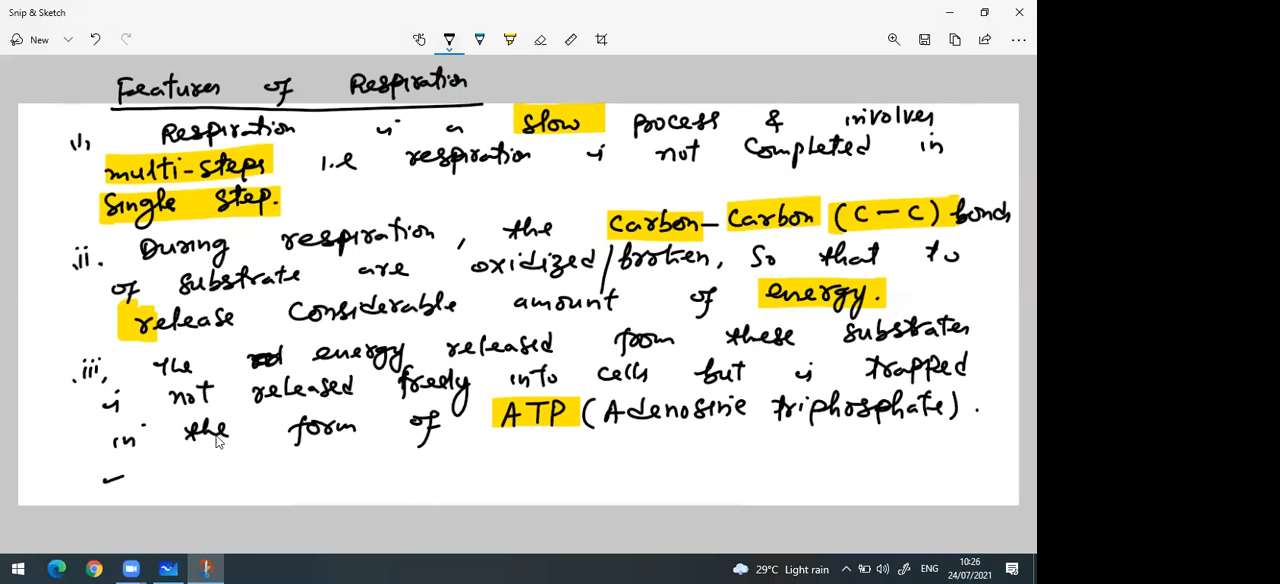 Snip & Sketch
New
Features of Respiration
i) Respiration is a slow process & involves
multi-steps i.e respiration is not completed in
single step.
ii. During respiration, the Carbon-Carbon (C-C) bonds
of substrate are oxidized/broken, so that to
release considerable amount of energy.
iii, The energy released from these substrates
is not released freely into cells but is trapped
in the form of ATP (Adenosine triphosphate).
29°C Light rain
ENG
10:26
24/07/2021